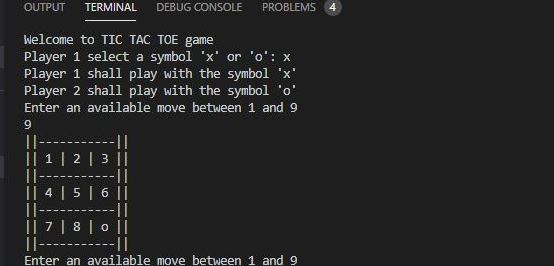 OUTPUT TERMINAL DEBUG CONSOLE PROBLEMS 4
Welcome to TIC TAC TOE game
Player 1 select a symbol 'x' or 'o': x
Player 1 shall play with the symbol 'x'
Player 2 shall play with the symbol 'o'
Enter an available move between 1 and 9
9
||-----------||
|| 1 | 2 | 3 ||
||-----------||
|| 4 | 5 | 6 ||
||-----------||
|| 7 | 8 | o ||
||-----------||
Enter an available move between 1 and 9